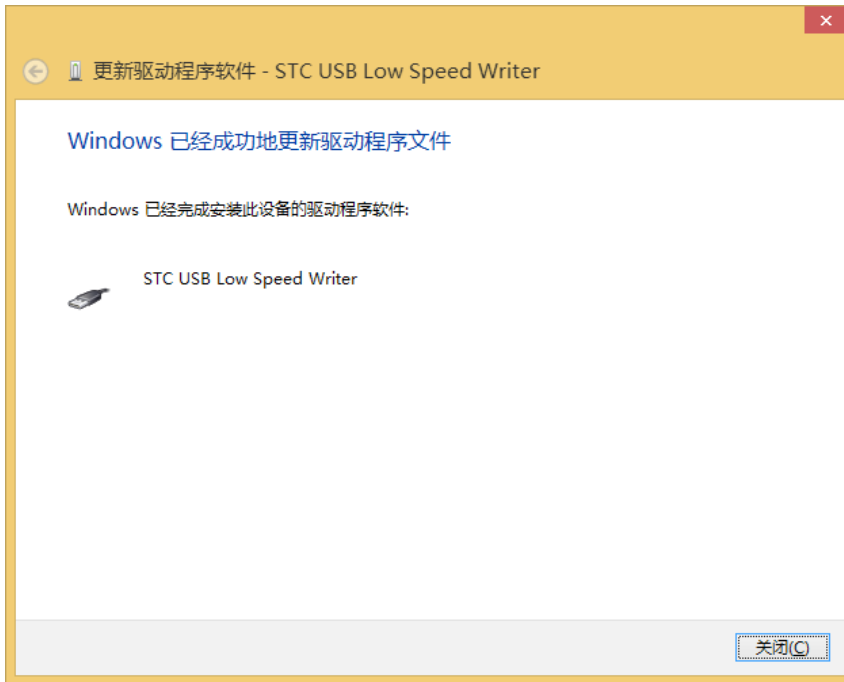 更新驱动程序软件 - STC USB Low Speed Writer
Windows 已经成功地更新驱动程序文件
Windows 已经完成安装此设备的驱动程序软件:
STC USB Low Speed Writer
关闭(C)